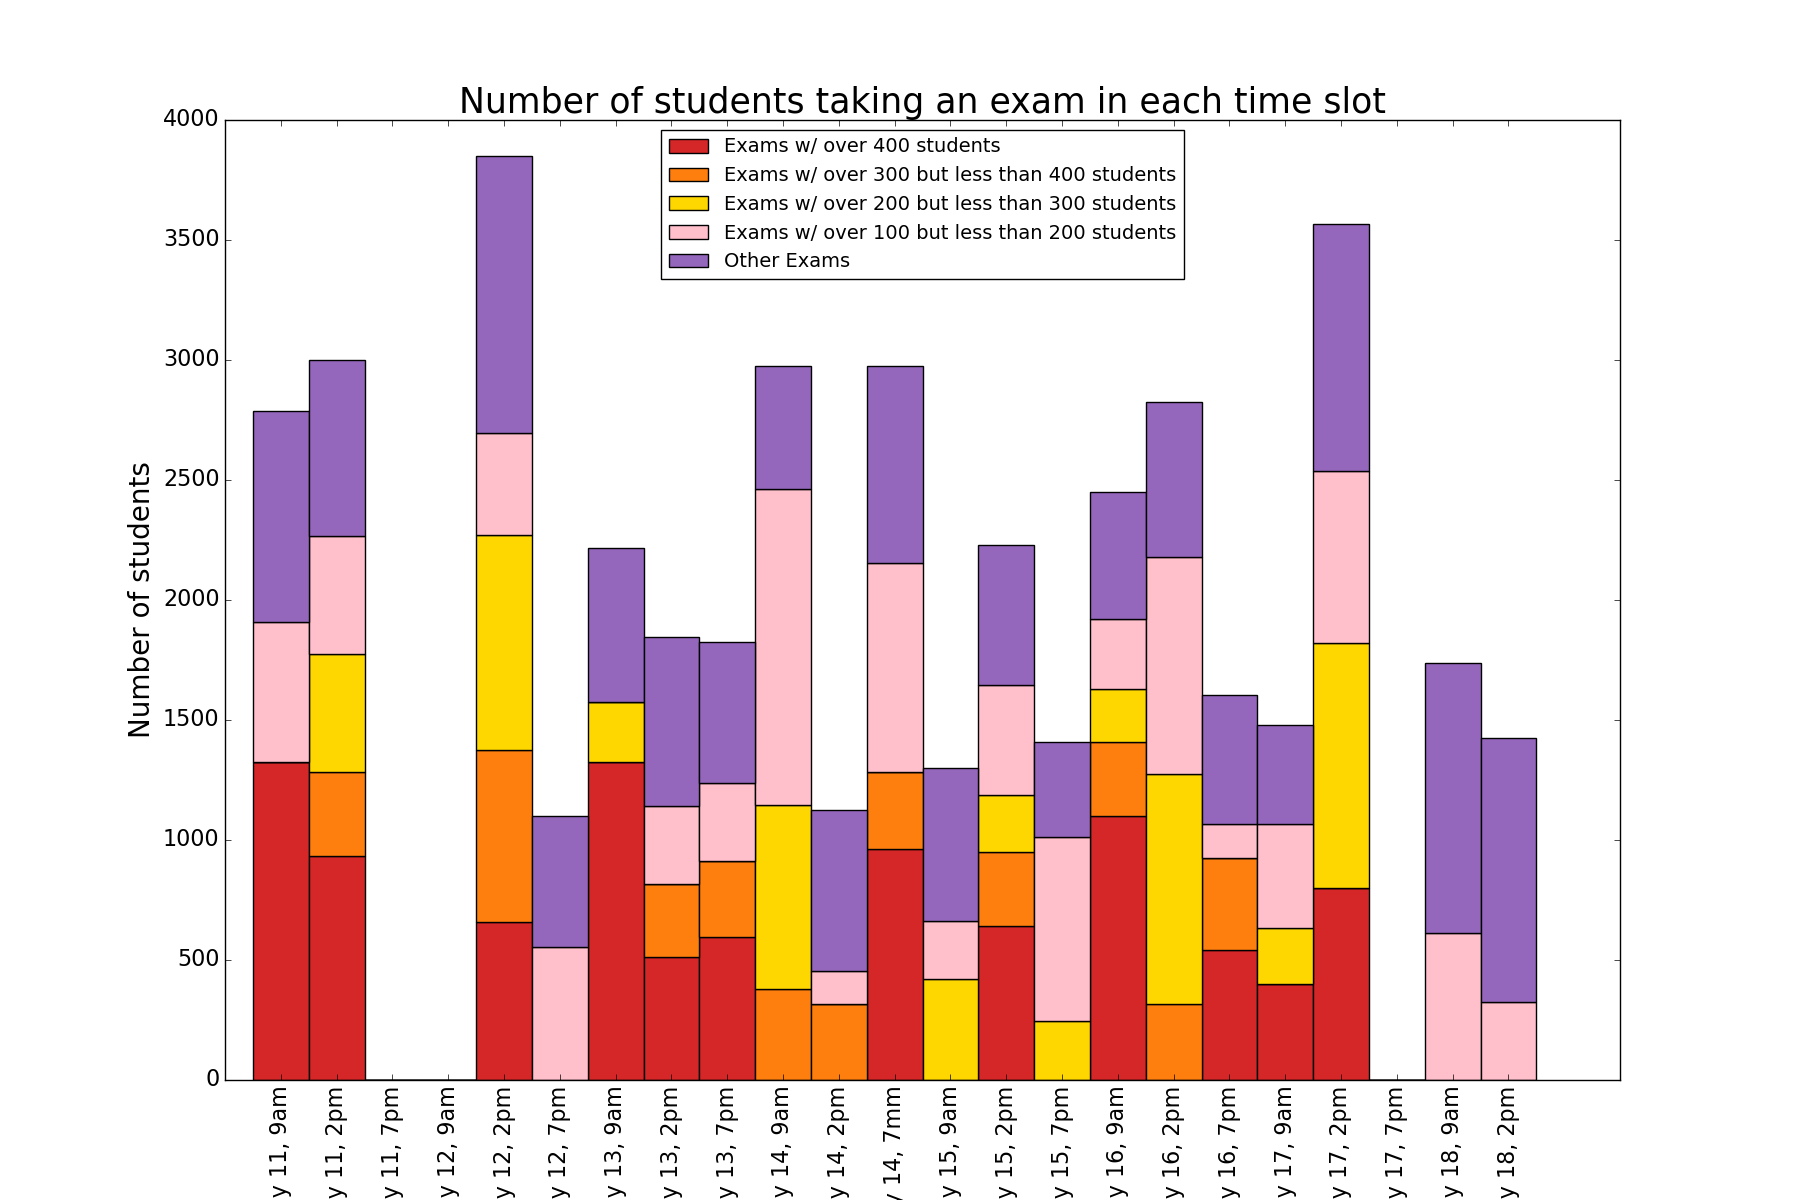 Number of students taking an exam in each time slot
Exams w/ over 400 students
Exams w/ over 300 but less than 400 students
Exams w/ over 200 but less than 300 students
Exams w/ over 100 but less than 200 students
Other Exams
Number of students
4000
3500
3000
2500
2000
1500
1000
500
0
y 11, 9am
y 11, 2pm
y 11, 7pm
y 12, 9am
y 12, 2pm
y 12, 7pm
y 13, 9am
y 13, 2pm
y 13, 7pm
y 14, 9am
y 14, 2pm
y 14, 7mm
y 15, 9am
y 15, 2pm
y 15, 7pm
y 16, 9am
y 16, 2pm
y 16, 7pm
y 17, 9am
y 17, 2pm
y 17, 7pm
y 18, 9am
y 18, 2pm